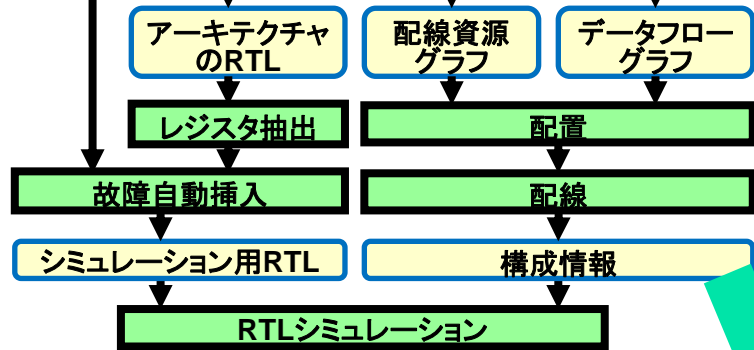 アーキテクチャ
のRTL
配線資源
グラフ
データフロー
グラフ
レジスタ抽出
配置
故障自動挿入
配線
シミュレーション用RTL
構成情報
RTLシミュレーション